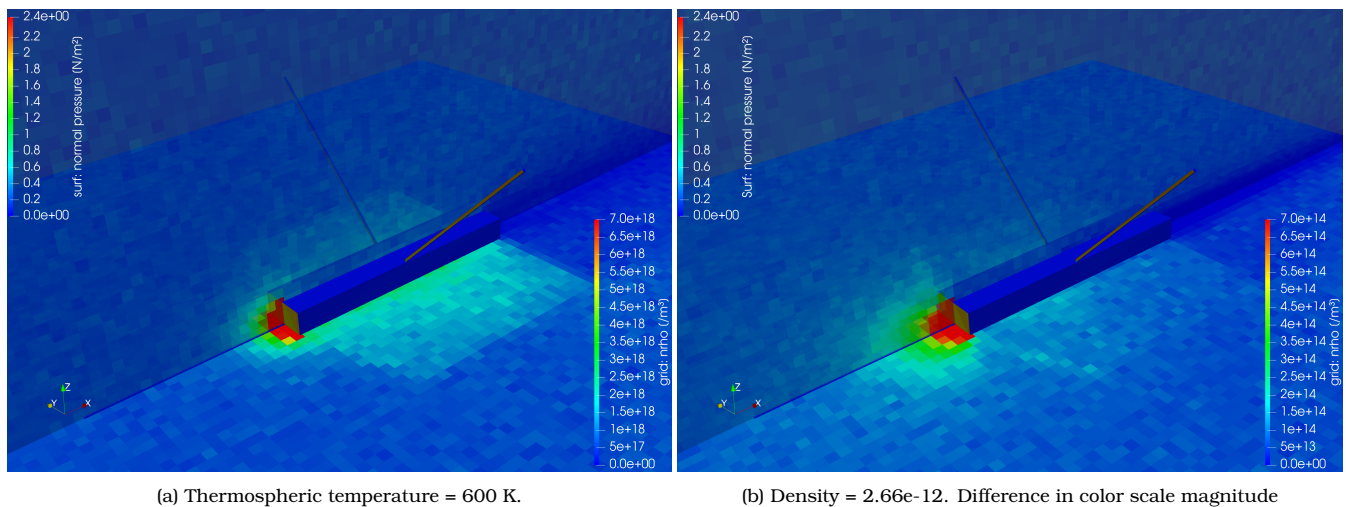 2.4e+00
2.2
2
1.8
1.6
1.4
1.2
1
0.8
0.6
0.4
0.2
0.0e+00
surf: normal pressure (N/m²)
7.0e+18
6.5e+18
6e+18
5.5e+18
5e+18
4.5e+18
4e+18
3.5e+18
3e+18
2.5e+18
2e+18
1.5e+18
1e+18
5e+17
0.0e+00
grid: nrho (/m³)
Z
Y
X
(a) Thermospheric temperature = 600 K.
2.4e+00
2.2
2
1.8
1.6
1.4
1.2
1
0.8
0.6
0.4
0.2
0.0e+00
Surf: normal pressure (N/m²)
7.0e+14
6.5e+14
6e+14
5.5e+14
5e+14
4.5e+14
4e+14
3.5e+14
3e+14
2.5e+14
2e+14
1.5e+14
1e+14
5e+13
0.0e+00
grid: nrho (/m³)
Z
Y
X
(b) Density = 2.66e-12. Difference in color scale magnitude